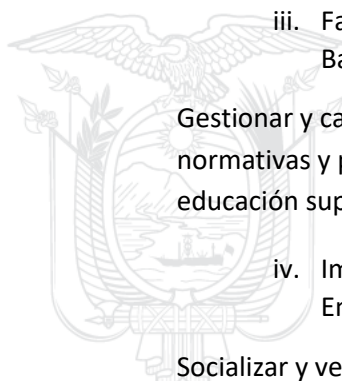 iii. Fa
Ba
Gestionar y ca
normativas y p
educación sup
iv. Im
En
Socializar y ve